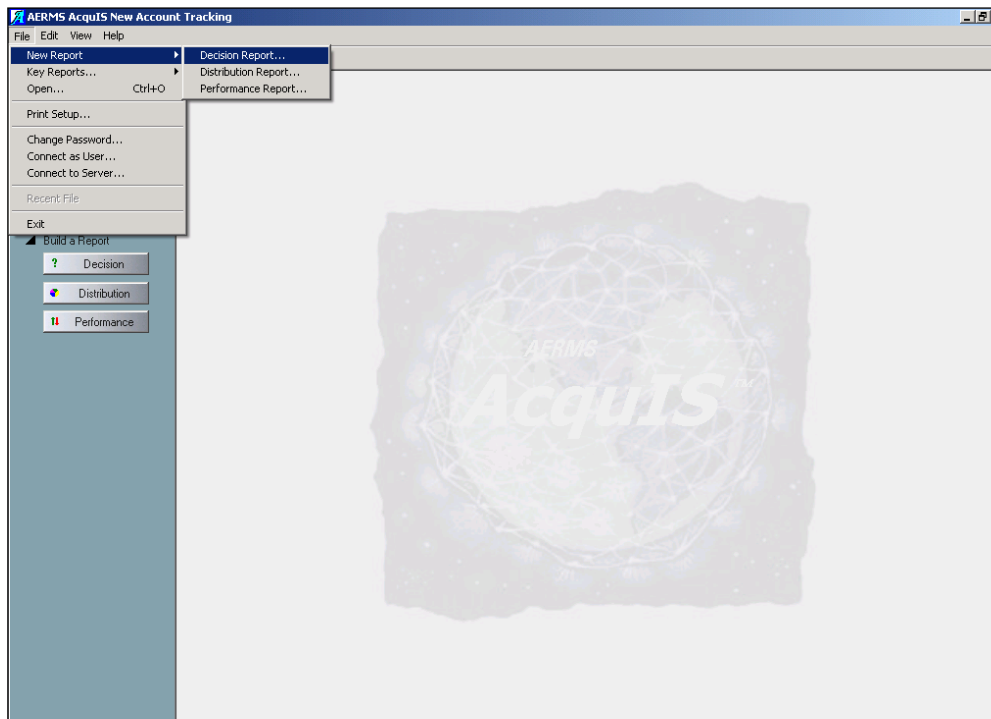 AERMS AcquIS New Account Tracking
File Edit View Help
New Report
Key Reports...
Open... Ctrl+O
Print Setup...
Change Password...
Connect as User...
Connect to Server...
Recent File
Exit
Decision Report...
Distribution Report...
Performance Report...
Build a Report
? Decision
Distribution
Performance
AERMS
AcquIS™